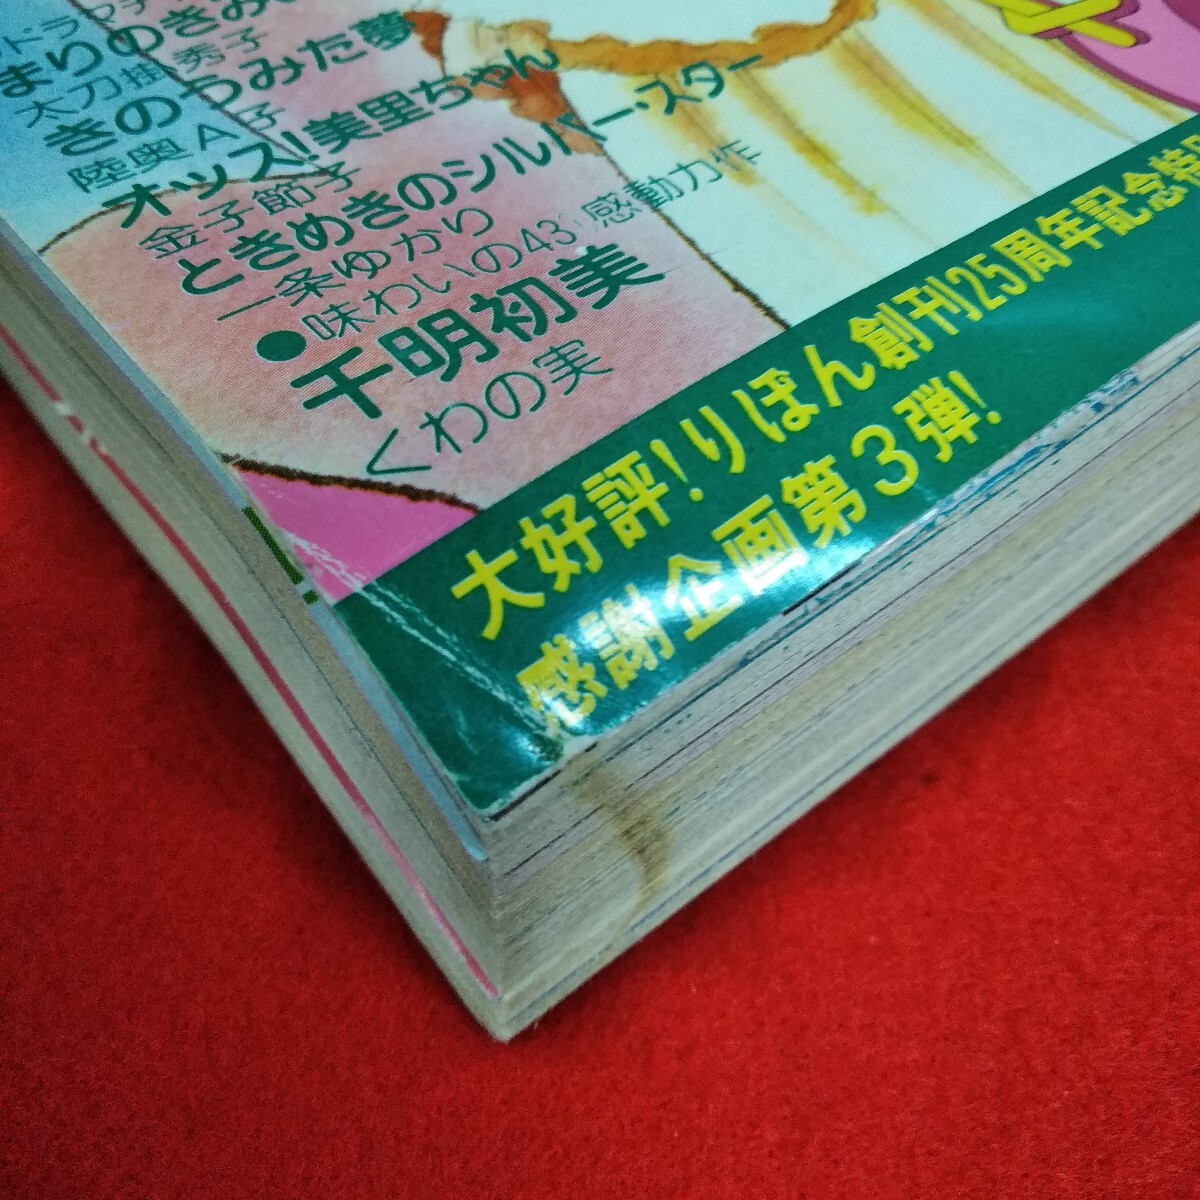 まりのきみ
太刀掛秀子
きのうみた夢
陸奥A子
オッス!美里ちゃん
金子節子
ときめきのシルバー・スター
一条ゆかり
●味わいの43感動力作
千明初美
くわの実
大好評!りぼん創刊25周年記念特
感謝企画第3弾!